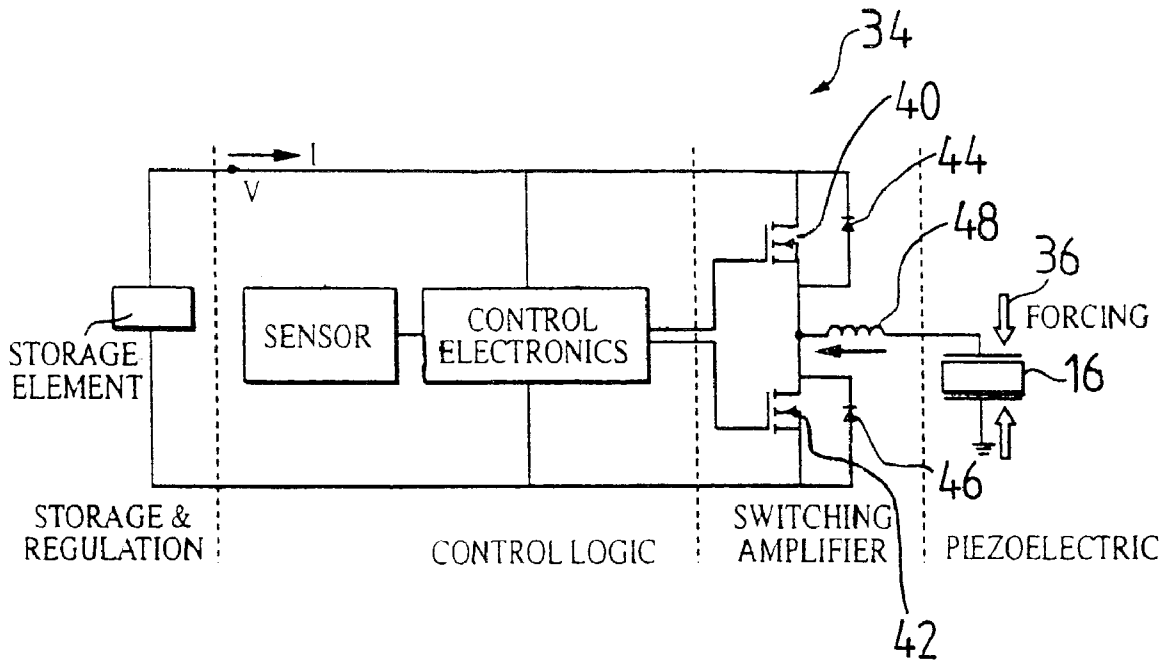 34
40
44
48
36
I
V
FORCING
SENSOR
CONTROL
ELECTRONICS
STORAGE
ELEMENT
16
46
STORAGE &
REGULATION
CONTROL LOGIC
SWITCHING
AMPLIFIER
PIEZOELECTRIC
42